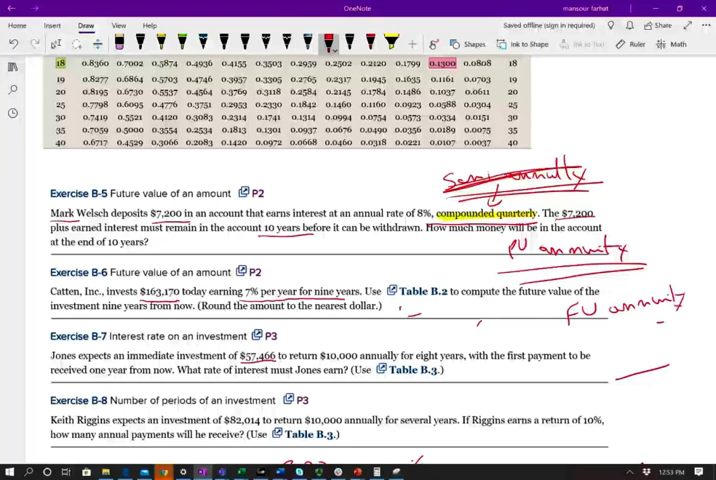 OneNote
mansour farhat
Home Insert Draw View Help Saved offline (sign in required) Share
Shapes Ink to Shape Ink to Text Ruler Math
18 0.8360 0.7002 0.5874 0.4936 0.4155 0.3503 0.2959 0.2502 0.2120 0.1799 0.1300 0.0808 18
19 0.8277 0.6864 0.5703 0.4746 0.3957 0.3305 0.2765 0.2317 0.1945 0.1635 0.1161 0.0703 19
20 0.8195 0.6730 0.5537 0.4564 0.3769 0.3118 0.2584 0.2145 0.1784 0.1486 0.1037 0.0611 20
25 0.7798 0.6095 0.4776 0.3751 0.2953 0.2330 0.1842 0.1460 0.1160 0.0923 0.0588 0.0304 25
30 0.7419 0.5521 0.4120 0.3083 0.2314 0.1741 0.1314 0.0994 0.0754 0.0573 0.0334 0.0151 30
35 0.7059 0.5000 0.3554 0.2534 0.1813 0.1301 0.0937 0.0676 0.0490 0.0356 0.0189 0.0075 35
40 0.6717 0.4529 0.3066 0.2083 0.1420 0.0972 0.0668 0.0460 0.0318 0.0221 0.0107 0.0037 40
Exercise B-5 Future value of an amount P2
Mark Welsch deposits $7,200 in an account that earns interest at an annual rate of 8%, compounded quarterly. The $7,200
plus earned interest must remain in the account 10 years before it can be withdrawn. How much money will be in the account
at the end of 10 years?
PV annuity
Exercise B-6 Future value of an amount P2
Catten, Inc., invests $163,170 today earning 7% per year for nine years. Use Table B.2 to compute the future value of the
investment nine years from now. (Round the amount to the nearest dollar.)
FV annuity
Exercise B-7 Interest rate on an investment P3
Jones expects an immediate investment of $57,466 to return $10,000 annually for eight years, with the first payment to be
received one year from now. What rate of interest must Jones earn? (Use Table B.3.)
Exercise B-8 Number of periods of an investment P3
Keith Riggins expects an investment of $82,014 to return $10,000 annually for several years. If Riggins earns a return of 10%,
how many annual payments will he receive? (Use Table B.3.)
12:53 PM